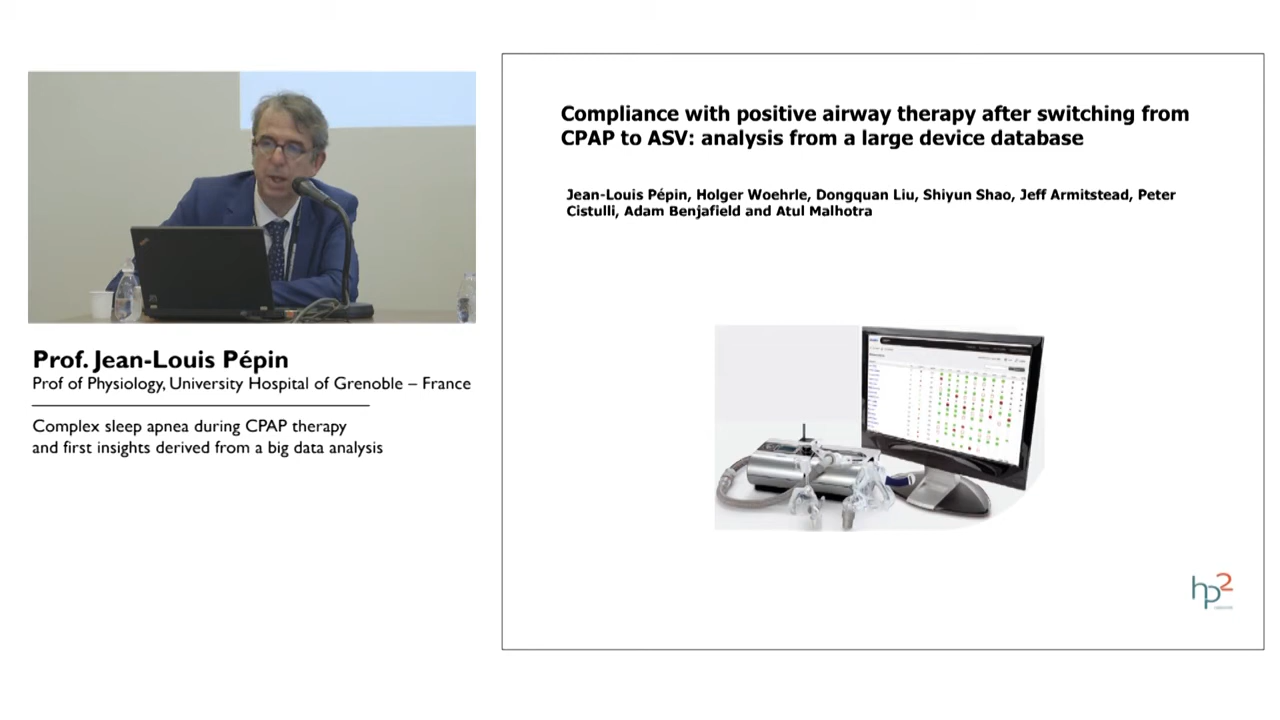 Compliance with positive airway therapy after switching from
CPAP to ASV: analysis from a large device database
Jean-Louis Pépin, Holger Woehrle, Dongquan Liu, Shiyun Shao, Jeff Armitstead, Peter
Cistulli, Adam Benjafield and Atul Malhotra
Prof. Jean-Louis Pépin
Prof of Physiology, University Hospital of Grenoble – France
Complex sleep apnea during CPAP therapy
and first insights derived from a big data analysis
hp2